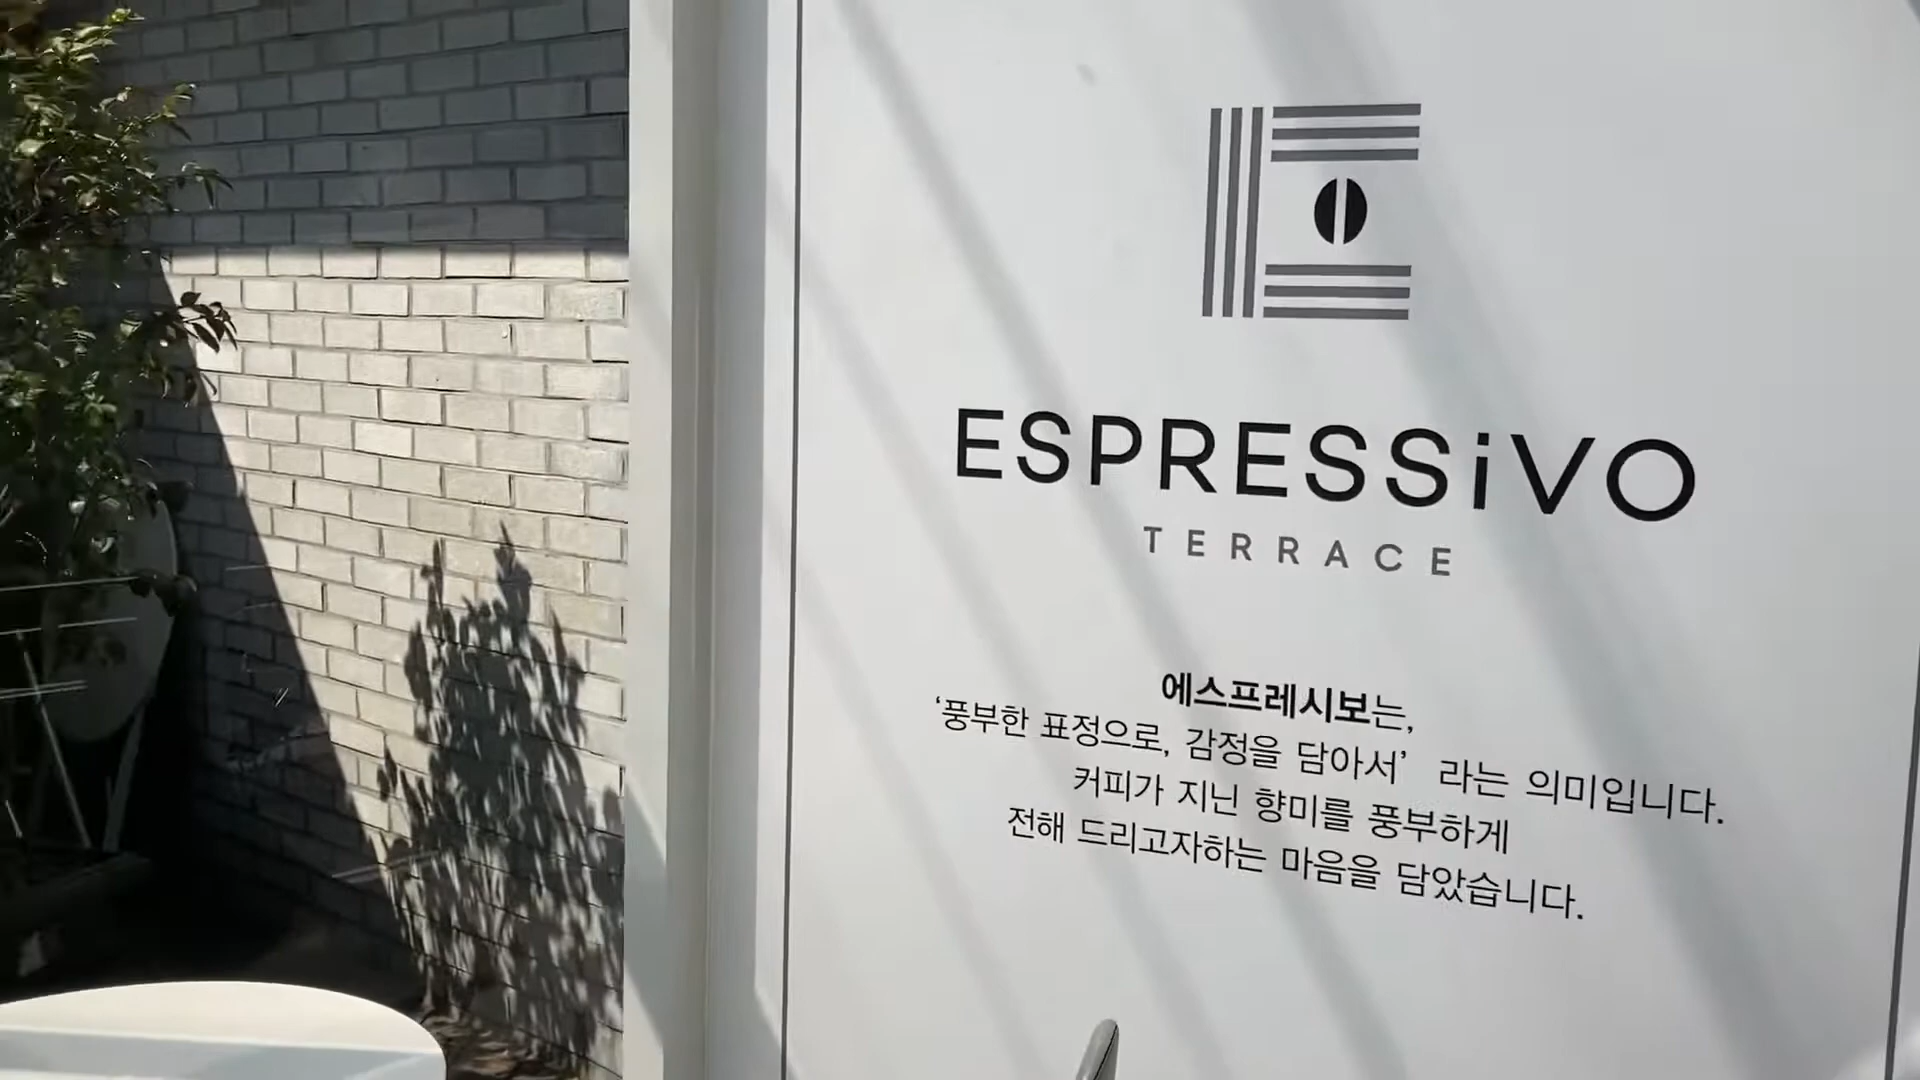 ESPRESSiVO
TERRACE
에스프레시보는,
‘풍부한 표정으로, 감정을 담아서’ 라는 의미입니다.
커피가 지닌 향미를 풍부하게
전해 드리고자하는 마음을 담았습니다.